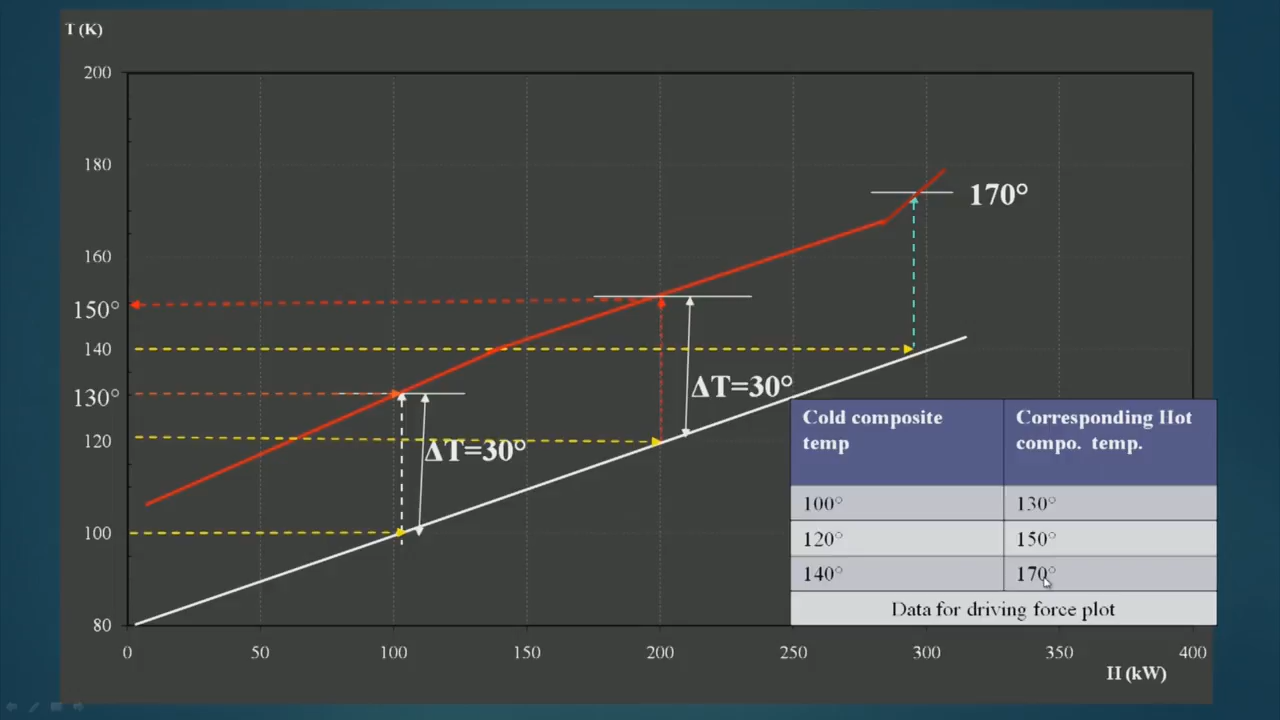 T (K)
200
180
170°
160
150°
140
130°
ΔT=30°
120
ΔT=30°
100
80
0 50 100 150 200 250 300 350 400
H (kW)
Cold composite temp
Corresponding Hot compo. temp.
100° 130°
120° 150°
140° 170°
Data for driving force plot